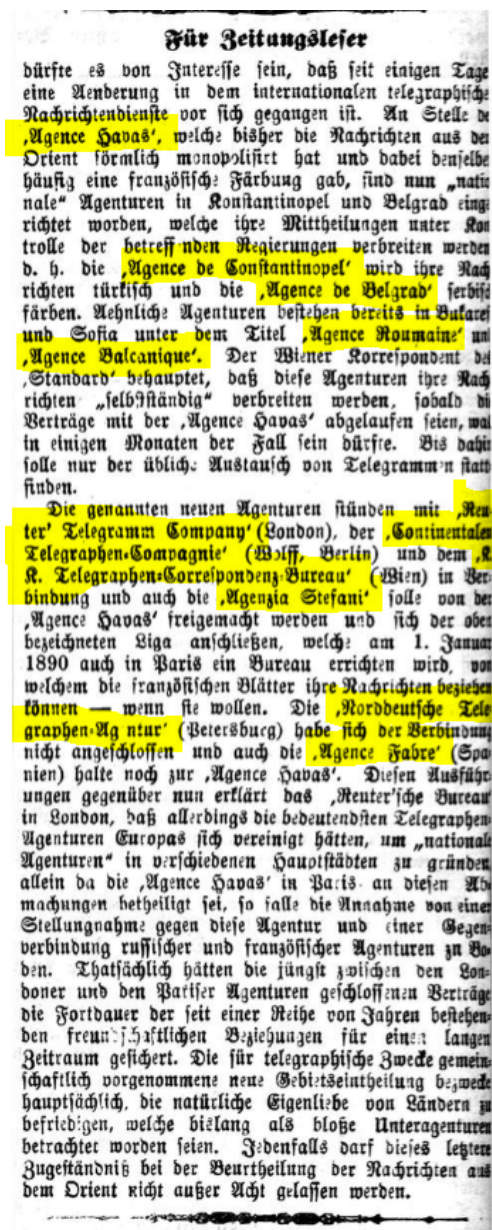 Für Zeitungsleser
dürfte es von Interesse sein, daß seit einigen Tage
eine Aenderung in dem internationalen telegraphische
Nachrichtendienste vor sich gegangen ist. An Stelle de
‚Agence Havas‘, welche bisher die Nachrichten aus de
Orient förmlich monopolisirt hat und dabei denselbe
häufig eine französische Färbung gab, sind nun „natio
nale“ Agenturen in Konstantinopel und Belgrad einge
richtet worden, welche ihre Mittheilungen unter Kon
trolle der betreff nden Regierungen verbreiten werden
d. h. die ‚Agence de Constantinopel‘ wird ihre Nach
richten türkisch und die ‚Agence de Belgrad‘ serbisc
färben. Aehnliche Agenturen bestehen bereits in Bukares
und Sofia unter dem Titel ‚Agence Roumaine‘ und
‚Agence Balcanique‘. Der Wiener Korrespondent des
‚Standard‘ behauptet, daß diese Agenturen ihre Nach
richten „selbstständig“ verbreiten werden, sobald die
Verträge mit der ‚Agence Havas‘ abgelaufen seien, was
in einigen Monaten der Fall sein dürfte. Bis dahin
solle nur der übliche Austausch von Telegrammen statt
finden.
Die genannten neuen Agenturen stünden mit ‚Reu
ter' Telegramm Company‘ (London), der ‚Continentalen
Telegraphen-Compagnie‘ (Wolff, Berlin) und dem ‚K.
K. Telegraphen-Correspondenz-Bureau‘ (Wien) in Ver-
bindung und auch die ‚Agenzia Stefani‘ solle von der
‚Agence Havas‘ freigemacht werden und sich der oben
bezeichneten Liga anschließen, welche am 1. Januar
1890 auch in Paris ein Bureau errichten wird, von
welchem die französischen Blätter ihre Nachrichten beziehen
können — wenn sie wollen. Die ‚Norddeutsche Tele
graphen-Ag ntur‘ (Petersburg) habe sich der Verbindung
nicht angeschlossen und auch die ‚Agence Fabre‘ (Spa
nien) halte noch zur ‚Agence Havas‘. Diesen Ausführ
ungen gegenüber nun erklärt das ‚Reuter'sche Bureau‘
in London, daß allerdings die bedeutendsten Telegraphen-
Agenturen Europas sich vereinigt hätten, um „nationale
Agenturen“ in verschiedenen Hauptstädten zu gründen
allein da die ‚Agence Havas‘ in Paris an diesen Ab
machungen betheiligt sei, so falle die Annahme von einer
Stellungnahme gegen diese Agentur und einer Gegen-
verbindung russischer und französischer Agenturen zu Bo-
den. Thatsächlich hätten die jüngst zwischen den Lon-
doner und den Pariser Agenturen geschlossenen Verträge
die Fortdauer der seit einer Reihe von Jahren bestehen-
den freundschaftlichen Beziehungen für einen langen
Zeitraum gesichert. Die für telegraphische Zwecke gemein-
schaftlich vorgenommene neue Gebietseintheilung bezwecke
hauptsächlich, die natürliche Eigenliebe von Ländern zu
befriedigen, welche bislang als bloße Unteragenturen
betrachtet worden seien. Jedenfalls darf dieses letztere
Zugeständniß bei der Beurtheilung der Nachrichten aus
dem Orient nicht außer Acht gelassen werden.